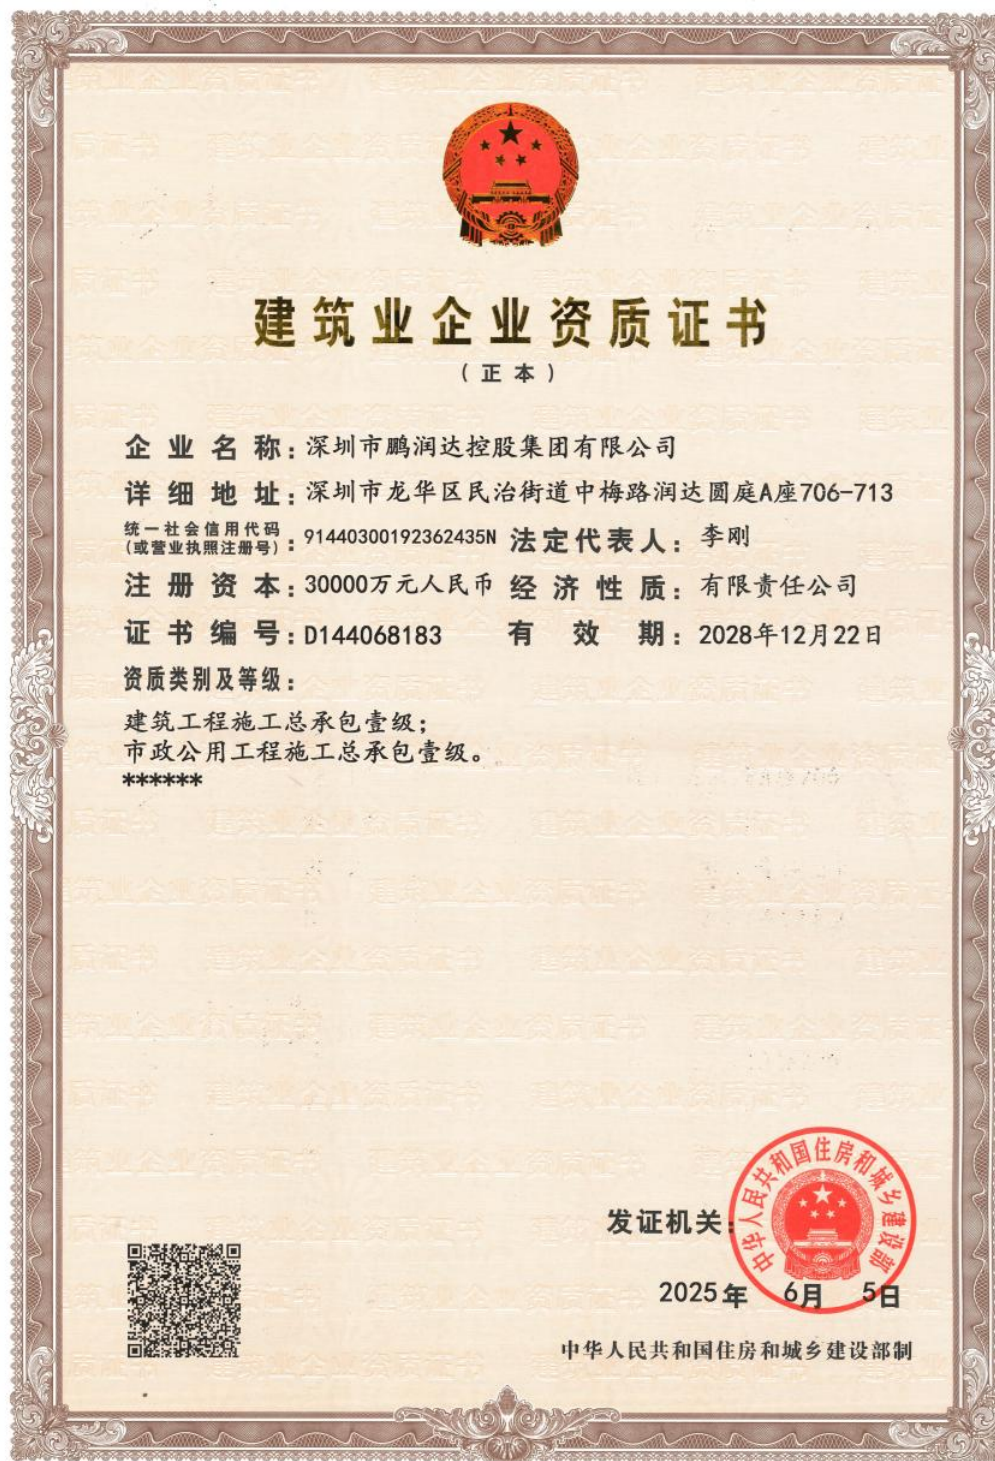 建筑业企业资质证书
（正本）
企业名称：深圳市鹏润达控股集团有限公司
详细地址：深圳市龙华区民治街道中梅路润达圆庭A座706-713
统一社会信用代码
(或营业执照注册号)：91440300192362435N 法定代表人：李刚
注册资本：30000万元人民币 经济性质：有限责任公司
证书编号：D144068183 有效期：2028年12月22日
资质类别及等级：
建筑工程施工总承包壹级；
市政公用工程施工总承包壹级。
******
中华人民共和国住房和城乡建设部
发证机关：
2025年 6月 5日
中华人民共和国住房和城乡建设部制